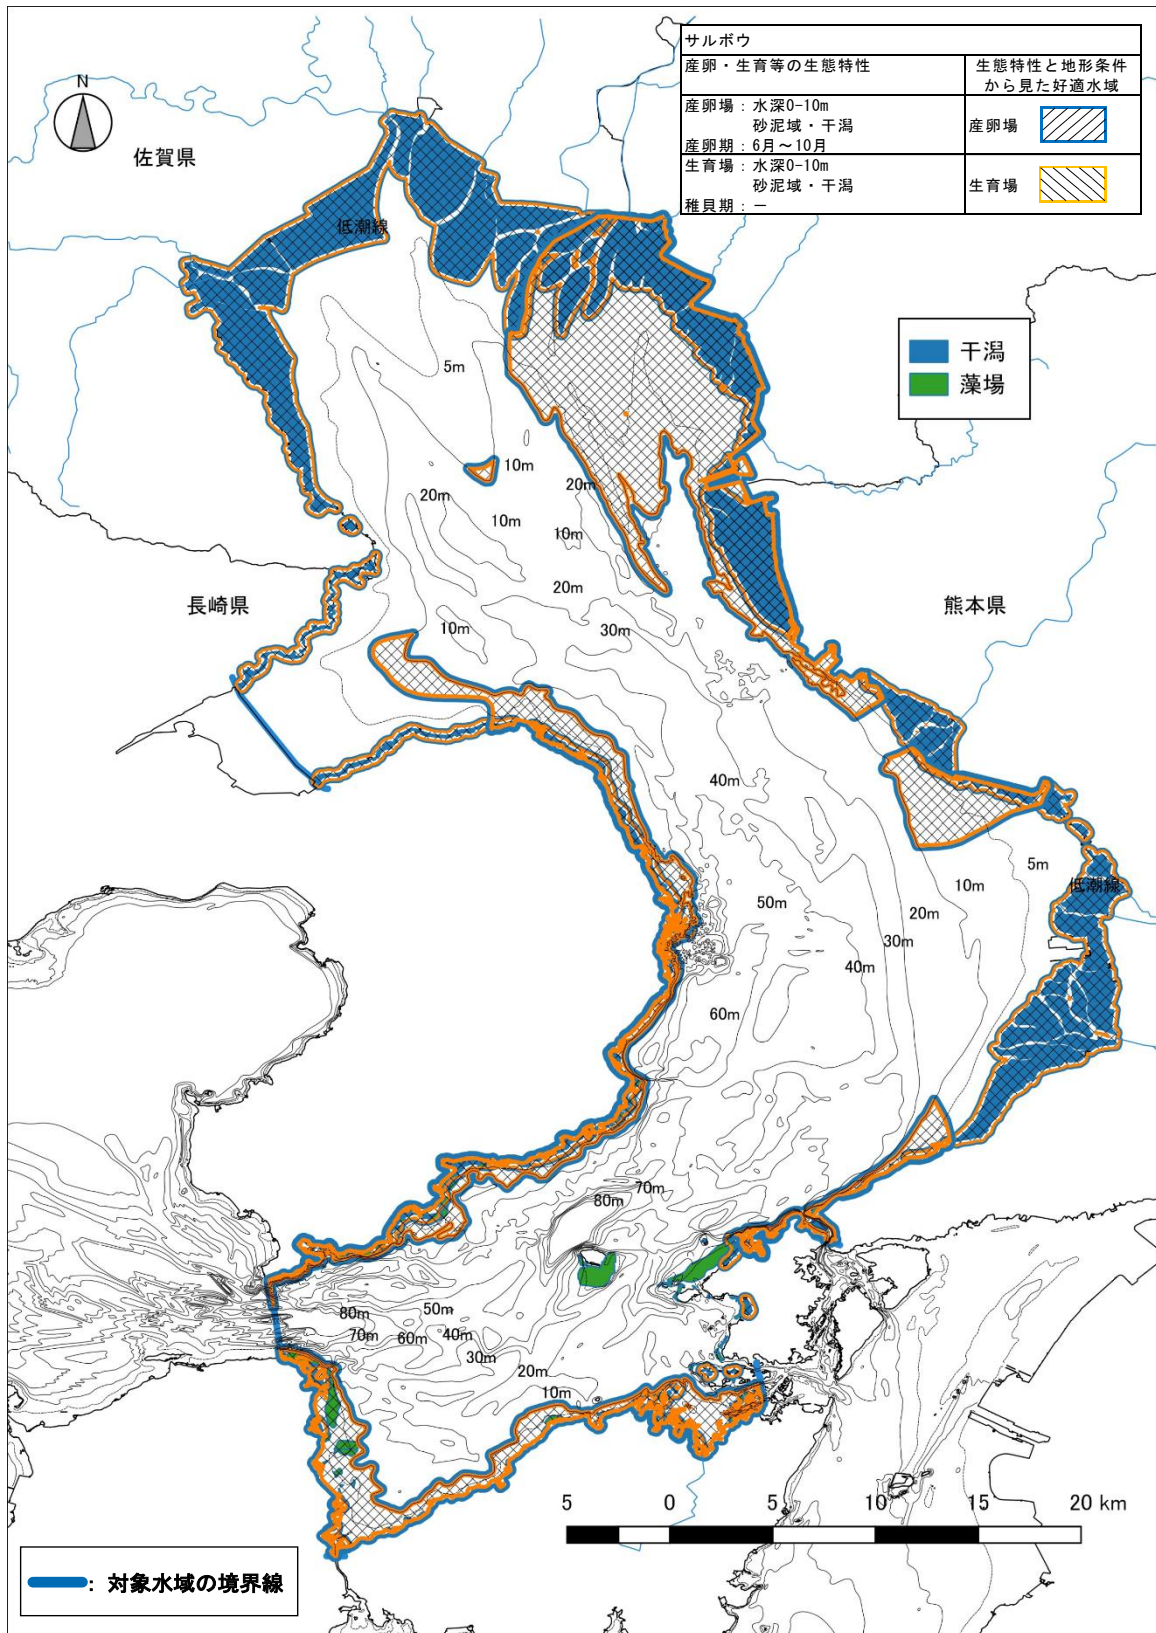 サルボウ
産卵・生育等の生態特性
生態特性と地形条件
から見た好適水域
産卵場：水深0-10m
砂泥域・干潟
産卵期：6月～10月
産卵場
生育場：水深0-10m
砂泥域・干潟
稚貝期：－
生育場
N
佐賀県
低潮線
干潟
藻場
5m
10m
20m
20m
10m
10m
20m
長崎県
熊本県
10m
30m
40m
5m
低潮線
10m
50m
20m
30m
40m
60m
70m
80m
50m
80m
70m
60m
40m
30m
20m
10m
5 0 5 10 15 20 km
：対象水域の境界線